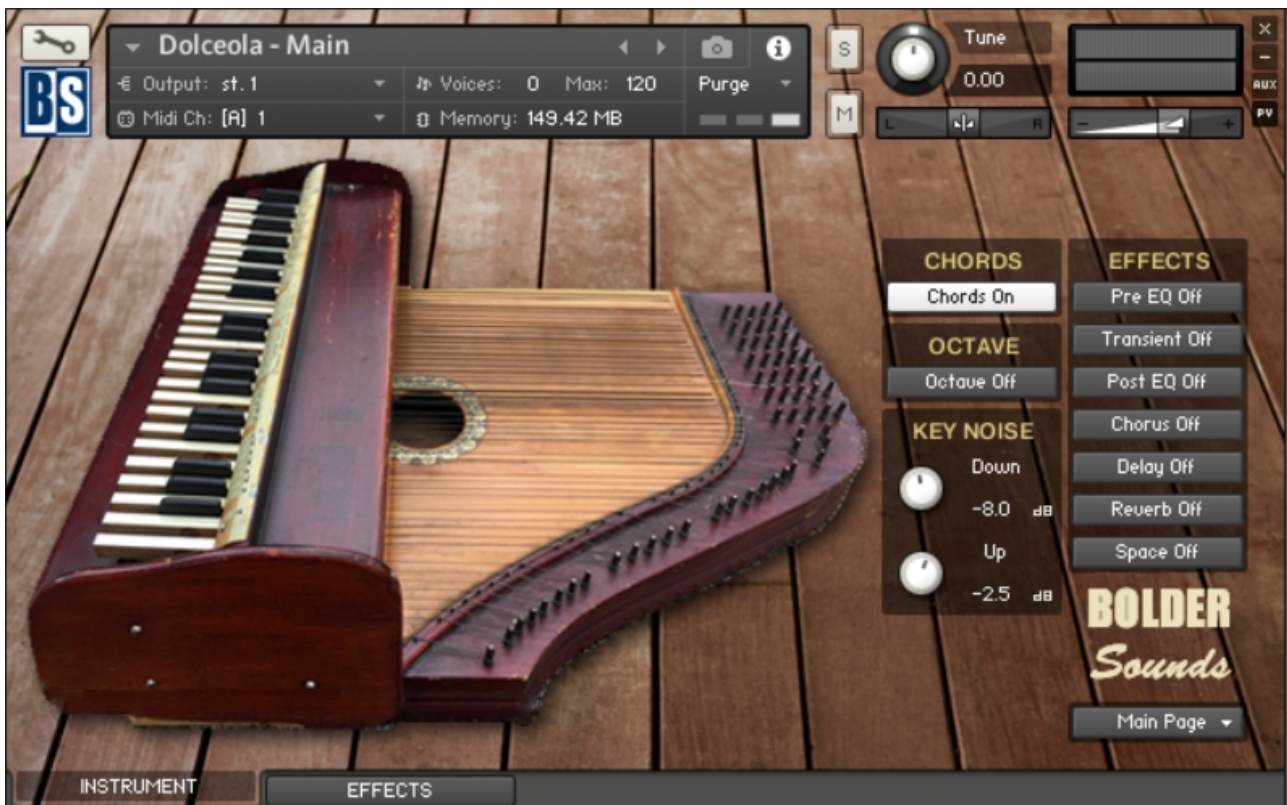 Dolceola - Main
Output: st.1
Voices: 0 Max: 120
Purge
Midi Ch: [A] 1
Memory: 149.42 MB
BS
i
S
M
Tune
0.00
L R
- +
×
-
AUX
PV
CHORDS
Chords On
OCTAVE
Octave Off
KEY NOISE
Down
-8.0 dB
Up
-2.5 dB
EFFECTS
Pre EQ Off
Transient Off
Post EQ Off
Chorus Off
Delay Off
Reverb Off
Space Off
BOLDER
Sounds
Main Page
INSTRUMENT
EFFECTS